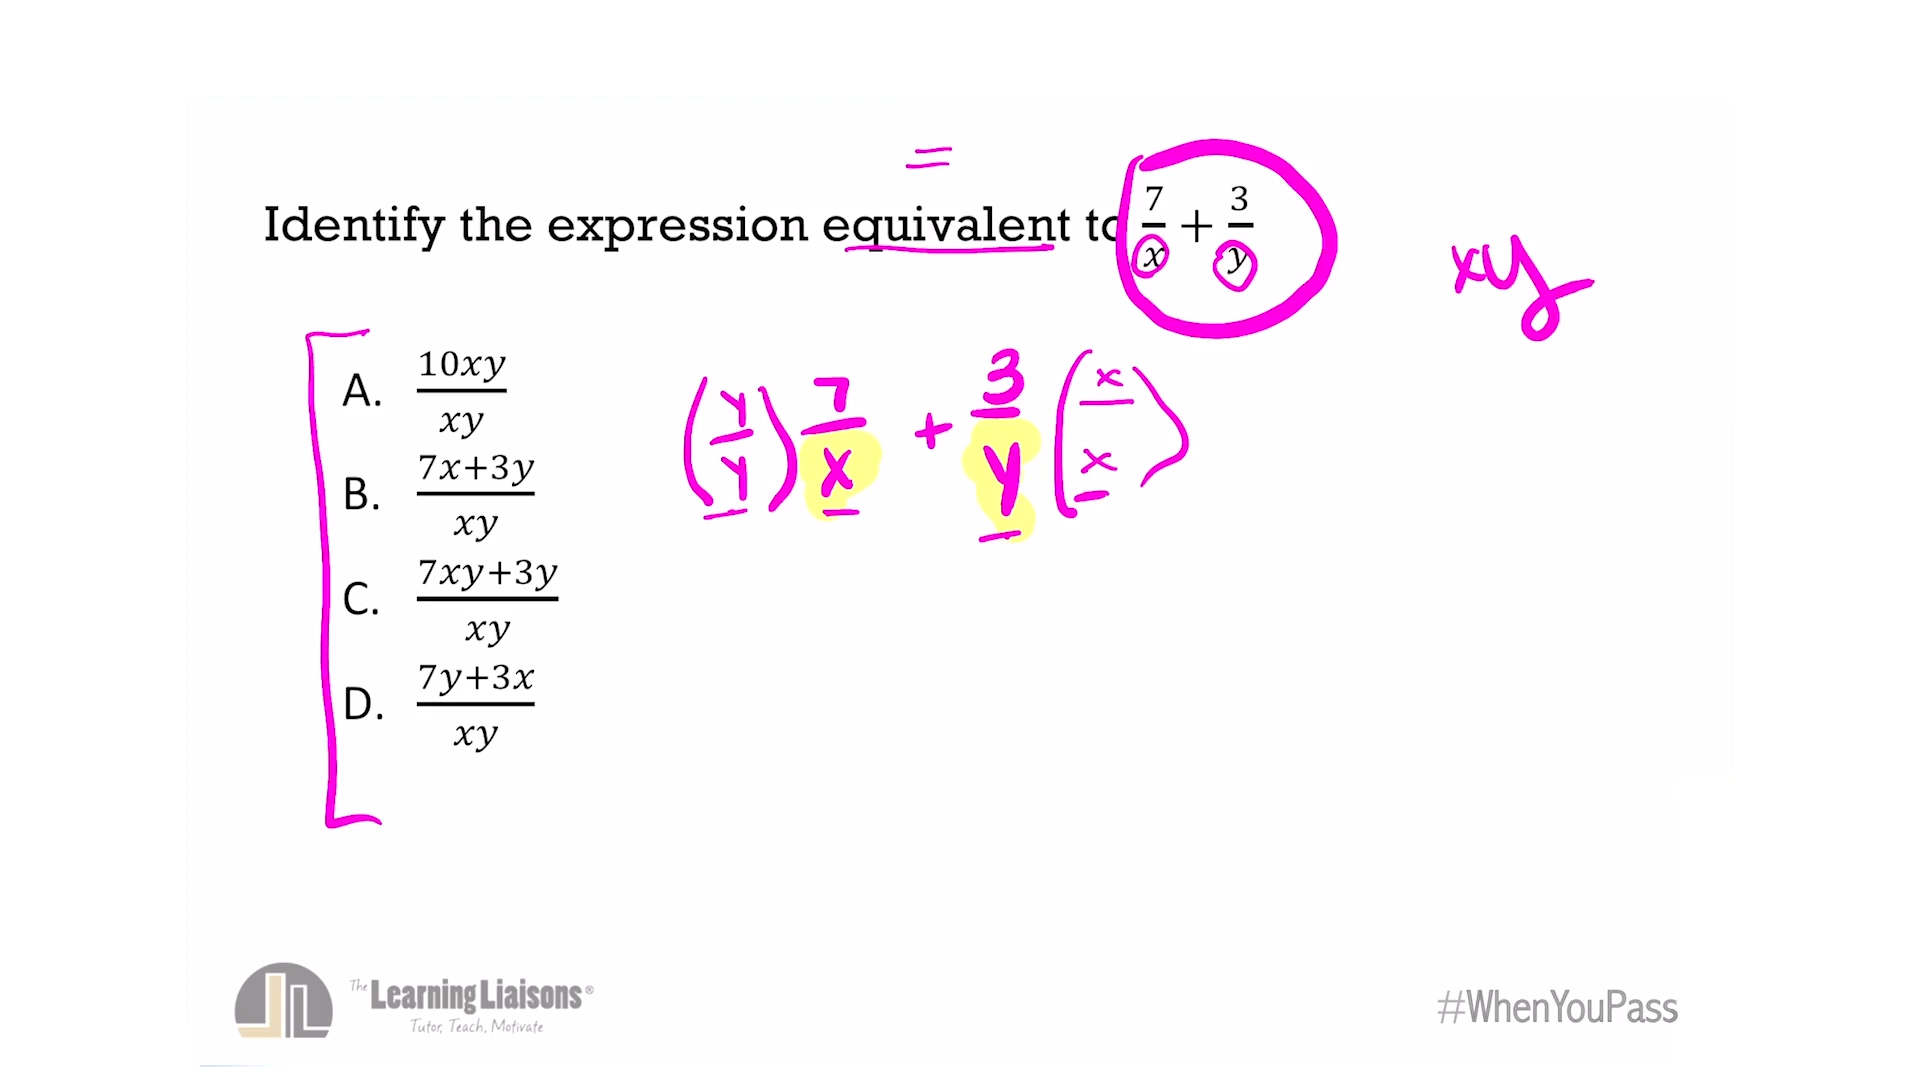 =
Identify the expression equivalent to 7/x + 3/y
xy
A. 10xy/xy
B. 7x+3y/xy
C. 7xy+3y/xy
D. 7y+3x/xy
(y/y) 7/x + 3/y (x/x)
The Learning Liaisons®
Tutor, Teach, Motivate
#WhenYouPass